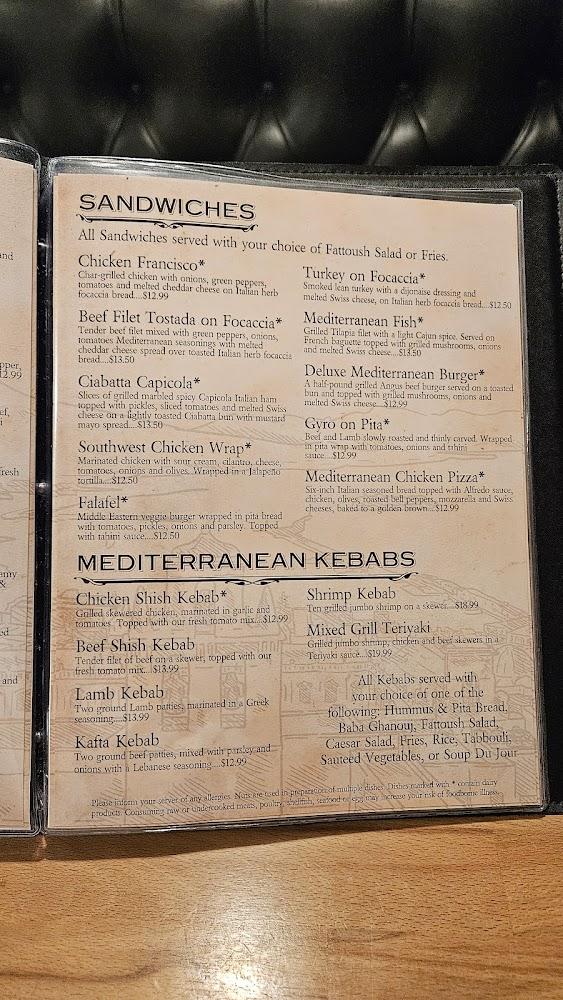 and
pper,
12.99
ef,
fresh
amy
&
ed
and
SANDWICHES
All Sandwiches served with your choice of Fattoush Salad or Fries.
Chicken Francisco*
Char-grilled chicken with onions, green peppers,
tomatoes and melted cheddar cheese on Italian herb
focaccia bread....$12.99
Beef Filet Tostada on Focaccia*
Tender beef filet mixed with green peppers, onions,
tomatoes Mediterranean seasonings with melted
cheddar cheese spread over toasted Italian herb focaccia
bread....$13.50
Ciabatta Capicola*
Slices of grilled marbled spicy Capicola Italian ham
topped with pickles, sliced tomatoes and melted Swiss
cheese on a lightly toasted Ciabatta bun with mustard
mayo spread....$13.50
Southwest Chicken Wrap*
Marinated chicken with sour cream, cilantro, cheese,
tomatoes, onions and olives. Wrapped in a Jalapeño
tortilla....$12.50
Falafel*
Middle Eastern veggie burger wrapped in pita bread
with tomatoes, pickles, onions and parsley. Topped
with tahini sauce....$12.50
Turkey on Focaccia*
Smoked lean turkey with a dijonaise dressing and
melted Swiss cheese, on Italian herb focaccia bread....$12.50
Mediterranean Fish*
Grilled Tilapia filet with a light Cajun spice. Served on
French baguette topped with grilled mushrooms, onions
and melted Swiss cheese....$13.50
Deluxe Mediterranean Burger*
A half-pound grilled Angus beef burger served on a toasted
bun and topped with grilled mushrooms, onions and
melted Swiss cheese....$12.99
Gyro on Pita*
Beef and Lamb slowly roasted and thinly carved. Wrapped
in pita wrap with tomatoes, onions and tahini
sauce....$12.99
Mediterranean Chicken Pizza*
Six-inch Italian seasoned bread topped with Alfredo sauce,
chicken, olives, roasted bell peppers, mozzarella and Swiss
cheeses, baked to a golden brown....$12.99
MEDITERRANEAN KEBABS
Chicken Shish Kebab*
Grilled skewered chicken, marinated in garlic and
tomatoes. Topped with our fresh tomato mix....$12.99
Beef Shish Kebab
Tender filet of beef on a skewer, topped with our
fresh tomato mix....$13.99
Lamb Kebab
Two ground Lamb patties, marinated in a Greek
seasoning....$13.99
Kafta Kebab
Two ground beef patties, mixed with parsley and
onions with a Lebanese seasoning....$12.99
Shrimp Kebab
Ten grilled jumbo shrimp on a skewer....$18.99
Mixed Grill Teriyaki
Grilled jumbo shrimp, chicken and beef skewers in a
Teriyaki sauce....$19.99
All Kebabs served with
your choice of one of the
following: Hummus & Pita Bread,
Baba Ghanouj, Fattoush Salad,
Caesar Salad, Fries, Rice, Tabbouli,
Sauteed Vegetables, or Soup Du Jour
Please inform your server of any allergies. Nuts are used in preparation of multiple dishes. Dishes marked with * contain dairy
products. Consuming raw or undercooked meats, poultry, shellfish, seafood or egg may increase your risk of foodborne illness.